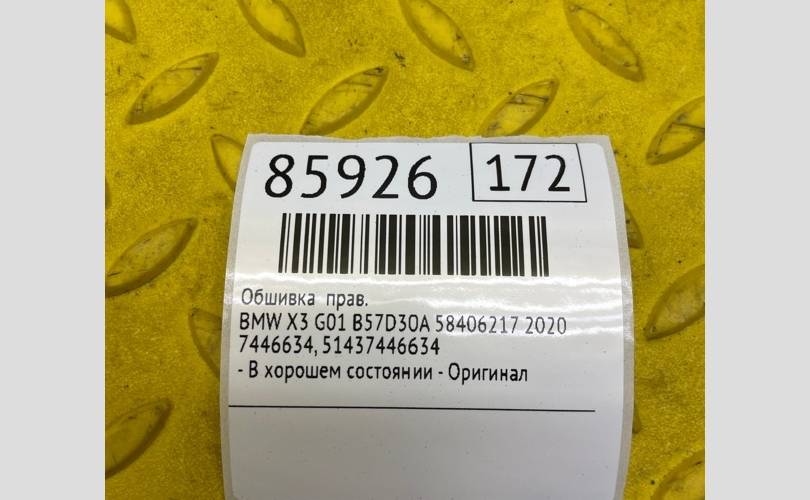 85926 172
Обшивка прав.
BMW X3 G01 B57D30A 58406217 2020
7446634, 51437446634
- В хорошем состоянии - Оригинал